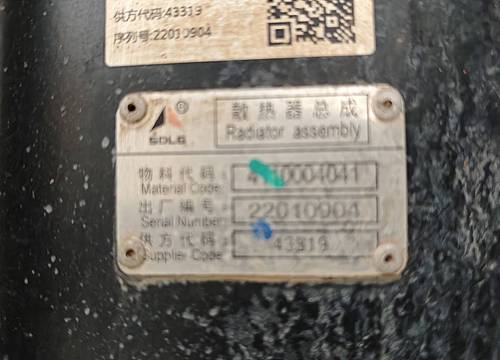 供方代码:43319
序列号:22010904
®
SDLG
散热器总成
Radiator assembly
物料代码:
Material Code:
出厂编号:
22010904
Serial Number:
供方代码:
43319
Supplier Code: